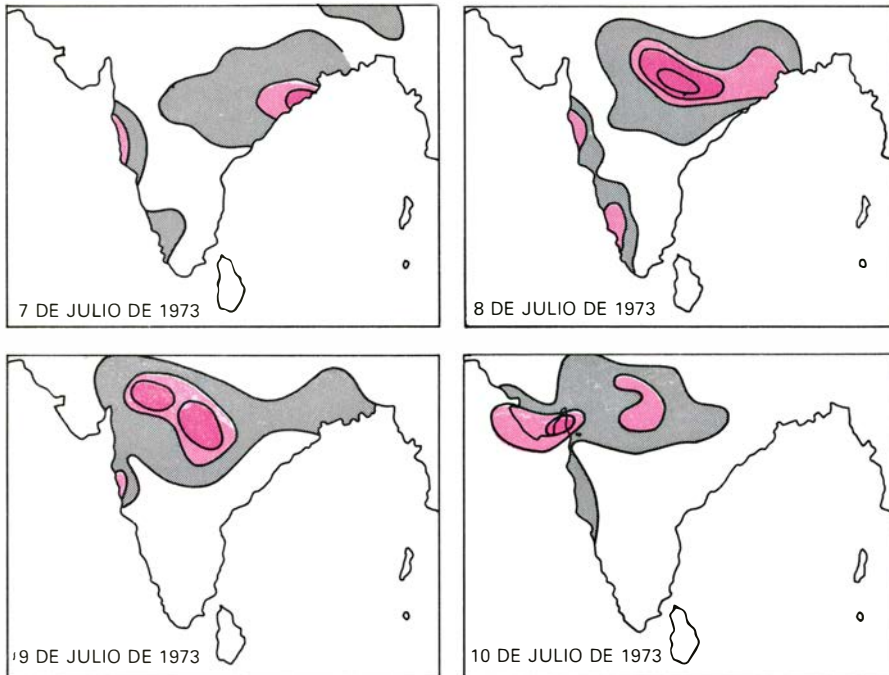 7 DE JULIO DE 1973
8 DE JULIO DE 1973
9 DE JULIO DE 1973
10 DE JULIO DE 1973